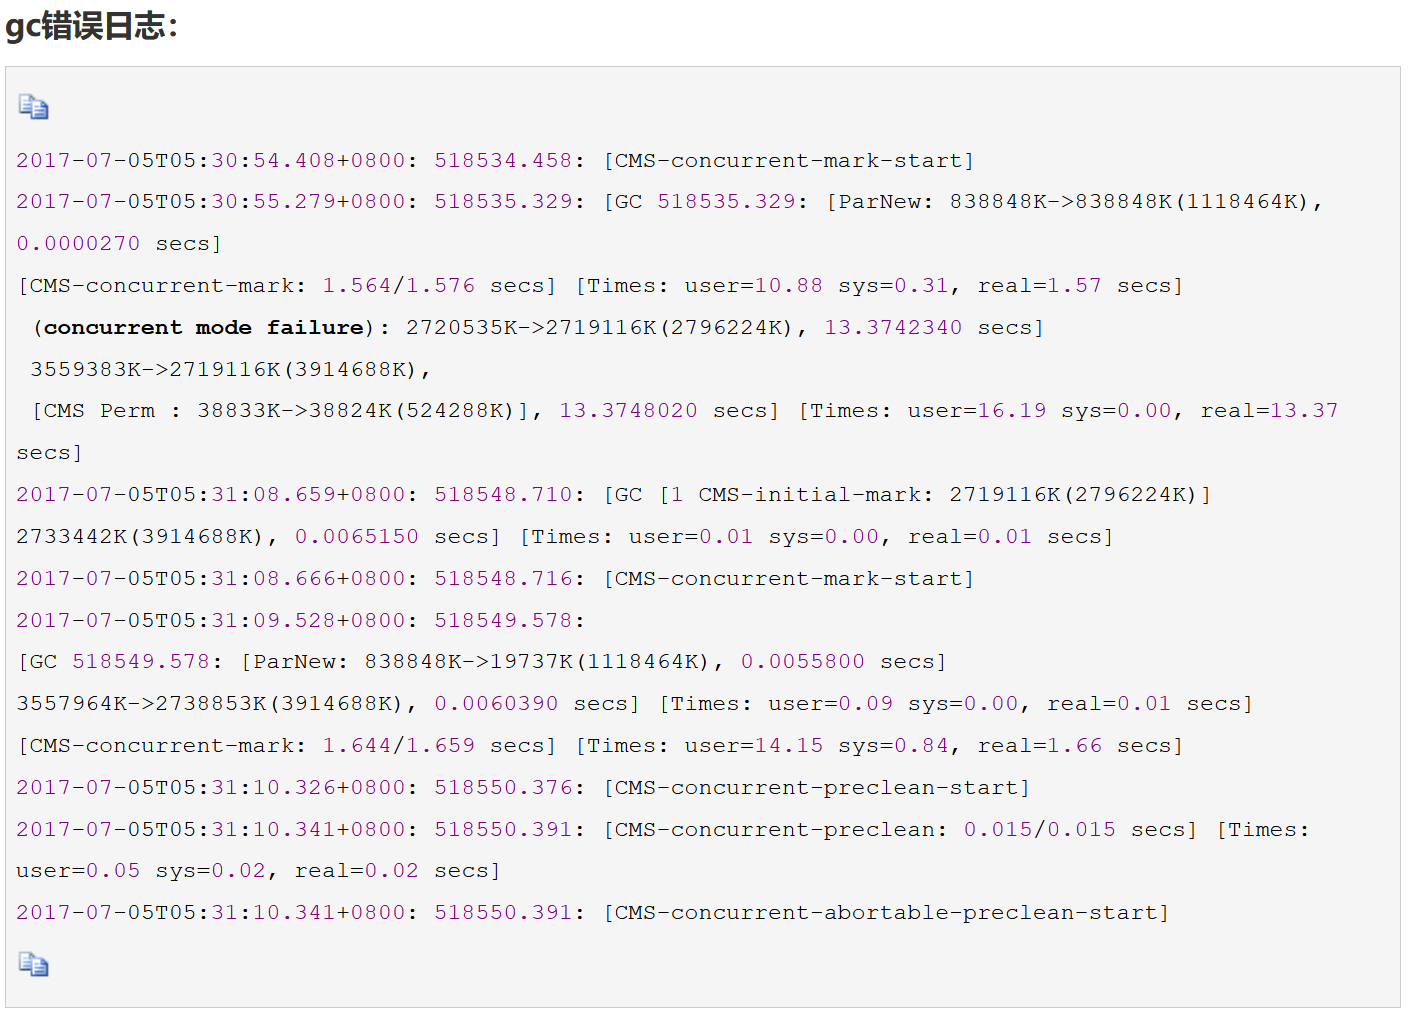 gc错误日志：
2017-07-05T05:30:54.408+0800: 518534.458: [CMS-concurrent-mark-start]
2017-07-05T05:30:55.279+0800: 518535.329: [GC 518535.329: [ParNew: 838848K->838848K(1118464K),
0.0000270 secs]
[CMS-concurrent-mark: 1.564/1.576 secs] [Times: user=10.88 sys=0.31, real=1.57 secs]
(concurrent mode failure): 2720535K->2719116K(2796224K), 13.3742340 secs]
3559383K->2719116K(3914688K),
[CMS Perm : 38833K->38824K(524288K)], 13.3748020 secs] [Times: user=16.19 sys=0.00, real=13.37
secs]
2017-07-05T05:31:08.659+0800: 518548.710: [GC [1 CMS-initial-mark: 2719116K(2796224K)]
2733442K(3914688K), 0.0065150 secs] [Times: user=0.01 sys=0.00, real=0.01 secs]
2017-07-05T05:31:08.666+0800: 518548.716: [CMS-concurrent-mark-start]
2017-07-05T05:31:09.528+0800: 518549.578:
[GC 518549.578: [ParNew: 838848K->19737K(1118464K), 0.0055800 secs]
3557964K->2738853K(3914688K), 0.0060390 secs] [Times: user=0.09 sys=0.00, real=0.01 secs]
[CMS-concurrent-mark: 1.644/1.659 secs] [Times: user=14.15 sys=0.84, real=1.66 secs]
2017-07-05T05:31:10.326+0800: 518550.376: [CMS-concurrent-preclean-start]
2017-07-05T05:31:10.341+0800: 518550.391: [CMS-concurrent-preclean: 0.015/0.015 secs] [Times:
user=0.05 sys=0.02, real=0.02 secs]
2017-07-05T05:31:10.341+0800: 518550.391: [CMS-concurrent-abortable-preclean-start]